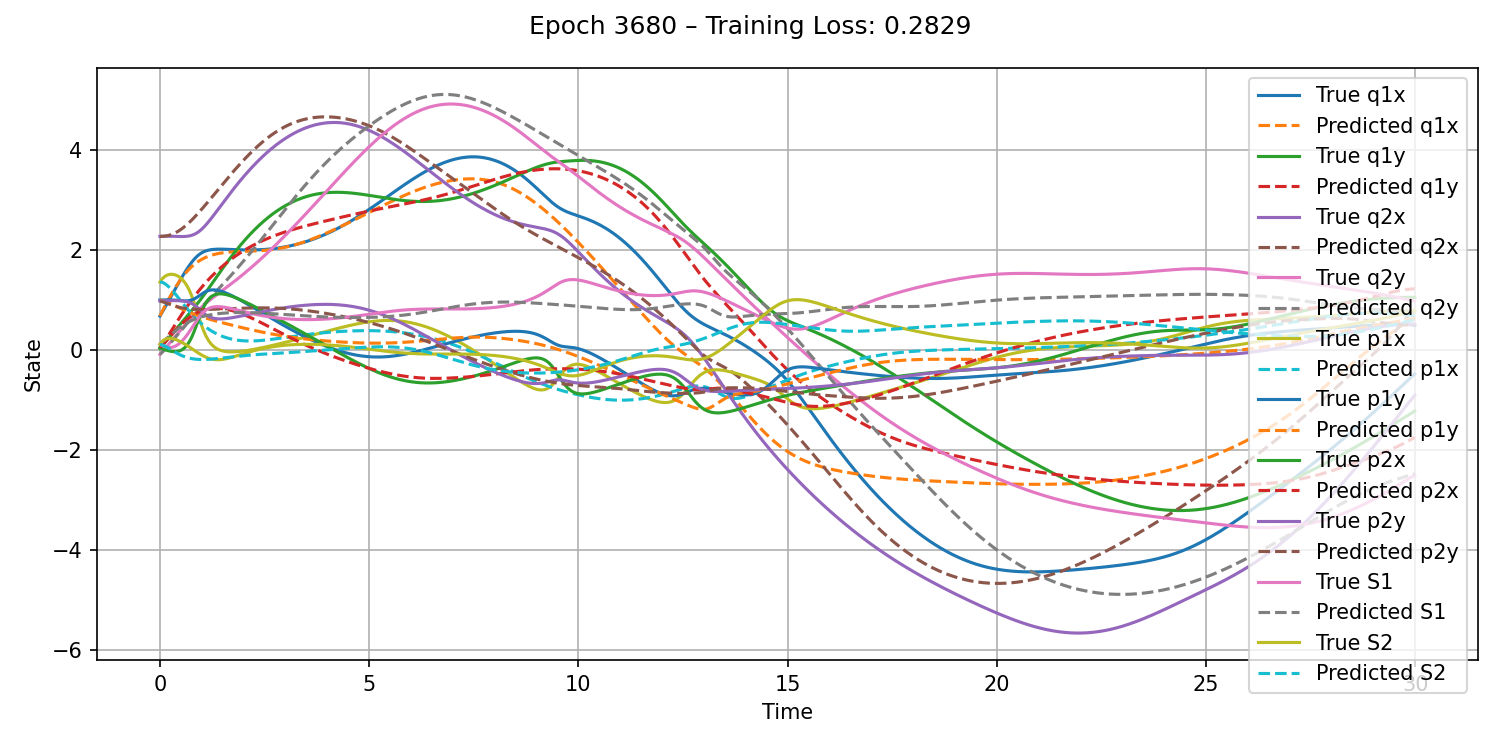 Epoch 3680 – Training Loss: 0.2829
State
4
2
0
−2
−4
−6
0
5
10
15
20
25
30
Time
True q1x
Predicted q1x
True q1y
Predicted q1y
True q2x
Predicted q2x
True q2y
Predicted q2y
True p1x
Predicted p1x
True p1y
Predicted p1y
True p2x
Predicted p2x
True p2y
Predicted p2y
True S1
Predicted S1
True S2
Predicted S2